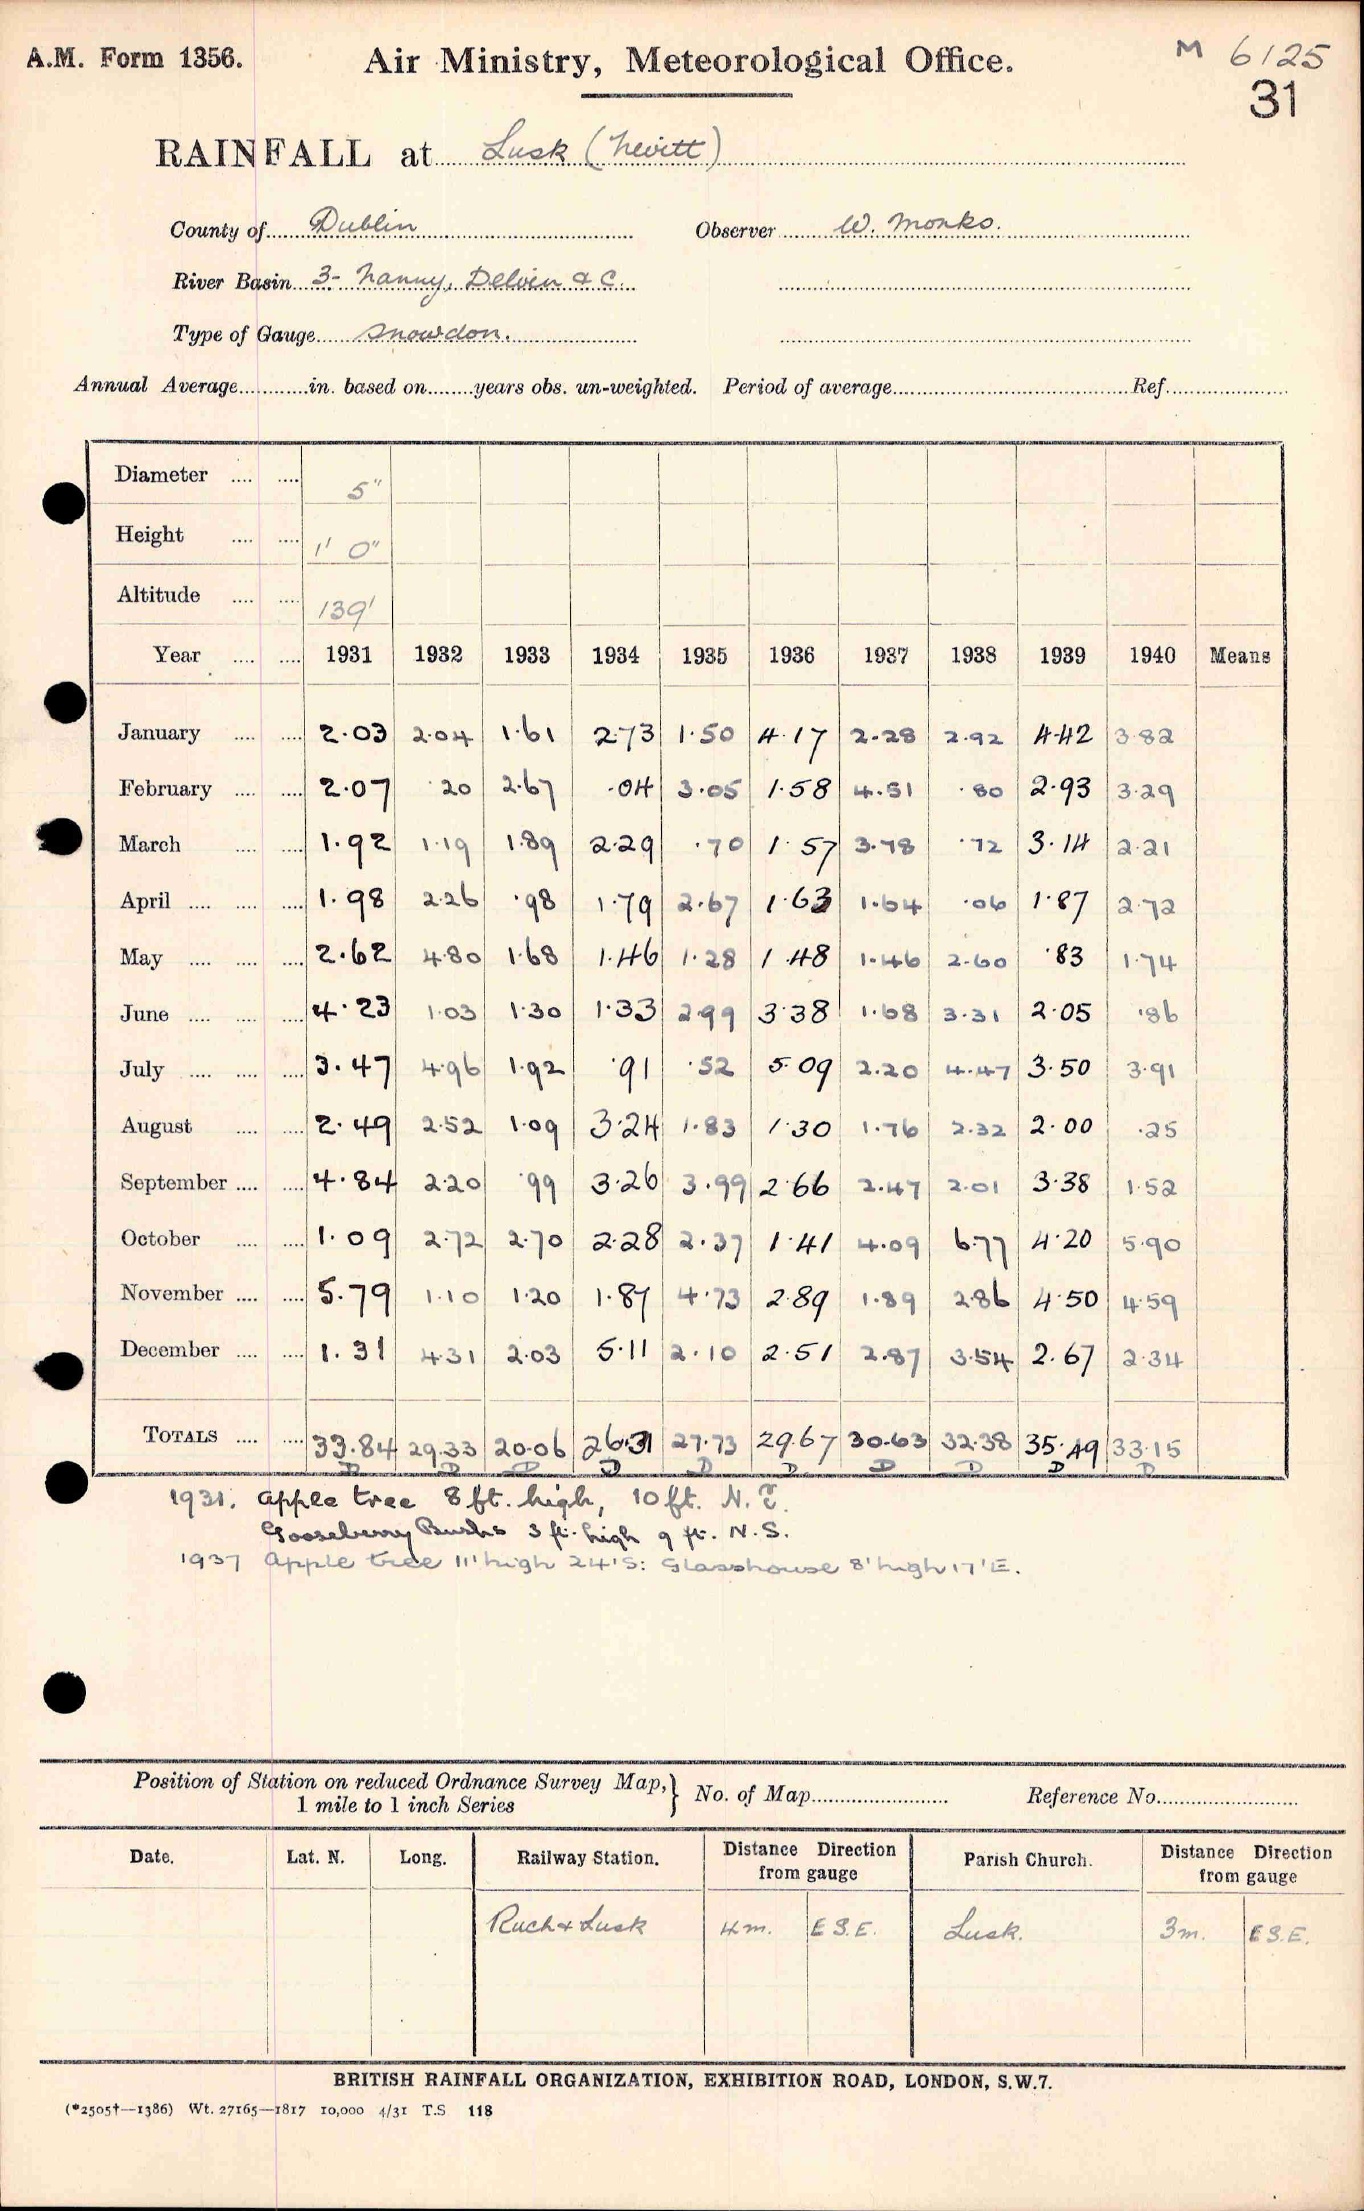 A.M. Form 1356. Air Ministry, Meteorological Office. M 6125
31
RAINFALL at Lusk (Nevitt)
County of Dublin Observer W. Monks.
River Basin 3- Nanny, Delvin & C.
Type of Gauge Snowdon.
Annual Average in. based on years obs. un-weighted. Period of average Ref.
Diameter 5"
Height 1' 0"
Altitude 139'
Year 1931 1932 1933 1934 1935 1936 1937 1938 1939 1940 Means
January 2.03 2.04 1.61 2.73 1.50 4.17 2.28 2.92 4.42 3.82
February 2.07 .20 2.67 .04 3.05 1.58 4.51 .80 2.93 3.29
March 1.92 1.19 1.89 2.29 .70 1.57 3.78 .72 3.14 2.21
April 1.98 2.26 .98 1.79 2.67 1.63 1.64 .06 1.87 2.72
May 2.62 4.80 1.68 1.46 1.28 1.48 1.46 2.60 .83 1.74
June 4.23 1.03 1.30 1.33 2.99 3.38 1.68 3.31 2.05 .86
July 3.47 4.96 1.92 .91 .52 5.09 2.20 4.47 3.50 3.91
August 2.49 2.52 1.09 3.24 1.83 1.30 1.76 2.32 2.00 .25
September 4.84 2.20 .99 3.26 3.99 2.66 2.47 2.01 3.38 1.52
October 1.09 2.72 2.70 2.28 2.37 1.41 4.09 6.77 4.20 5.90
November 5.79 1.10 1.20 1.87 4.73 2.89 1.89 2.86 4.50 4.59
December 1.31 4.31 2.03 5.11 2.10 2.51 2.87 3.54 2.67 2.34
TOTALS 33.84 29.33 20.06 26.31 27.73 29.67 30.63 32.38 35.49 33.15
D D D D D D D D D D
1931. Apple tree 8 ft. high, 10 ft. N.E.
Gooseberry Bushes 3 ft. high 9 ft. N.S.
1937 Apple tree 11' high 24' S: Glasshouse 8' high 17' E.
Position of Station on reduced Ordnance Survey Map, } No. of Map Reference No.
1 mile to 1 inch Series
Date. Lat. N. Long. Railway Station. Distance Direction from gauge Parish Church. Distance Direction from gauge
Rush & Lusk 4 m. E S.E. Lusk. 3 m. E S.E.
BRITISH RAINFALL ORGANIZATION, EXHIBITION ROAD, LONDON, S.W.7.
(*2505†—1386) Wt. 27165—1817 10,000 4/31 T.S 118